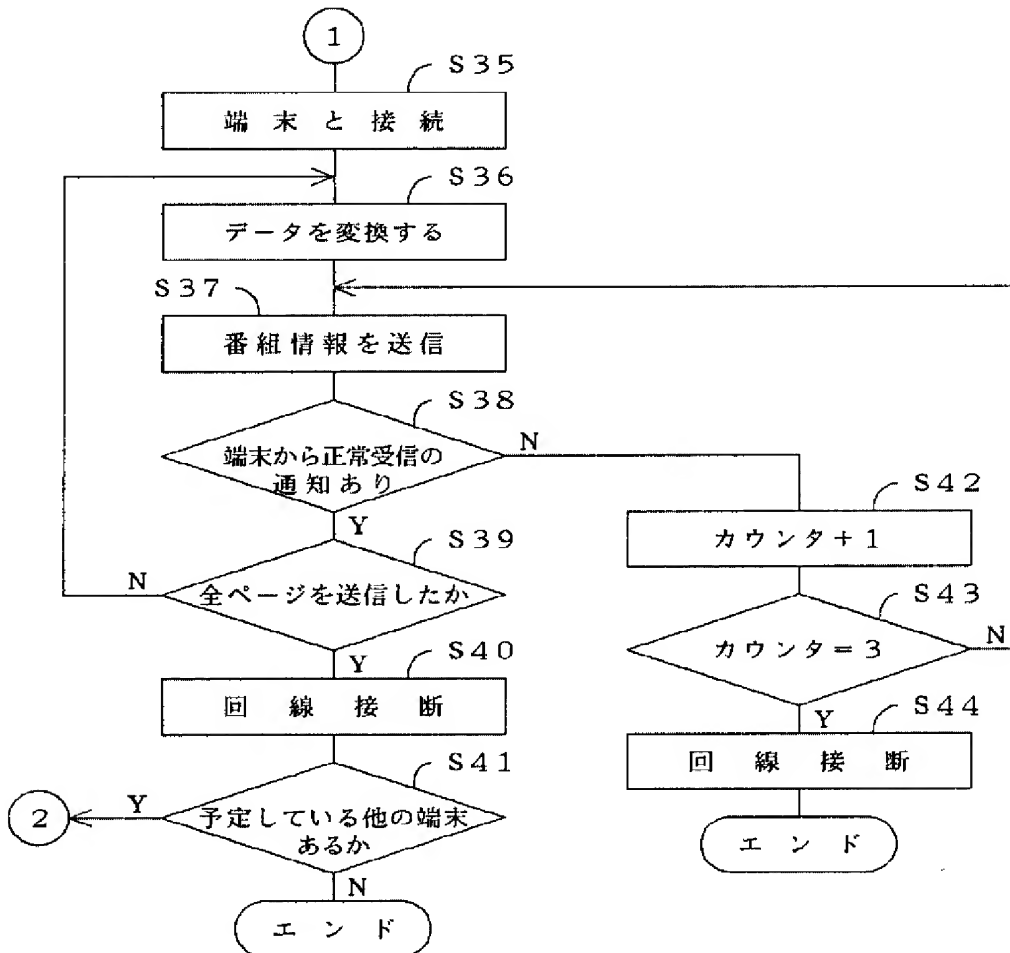 1
S35
端末と接続
S36
データを変換する
S37
番組情報を送信
S38
端末から正常受信の
通知あり
N
Y
S39
全ページを送信したか
N
Y
S40
回線接断
S41
予定している他の端末
あるか
Y
2
N
エンド
S42
カウンタ+1
S43
カウンタ=3
N
Y
S44
回線接断
エンド